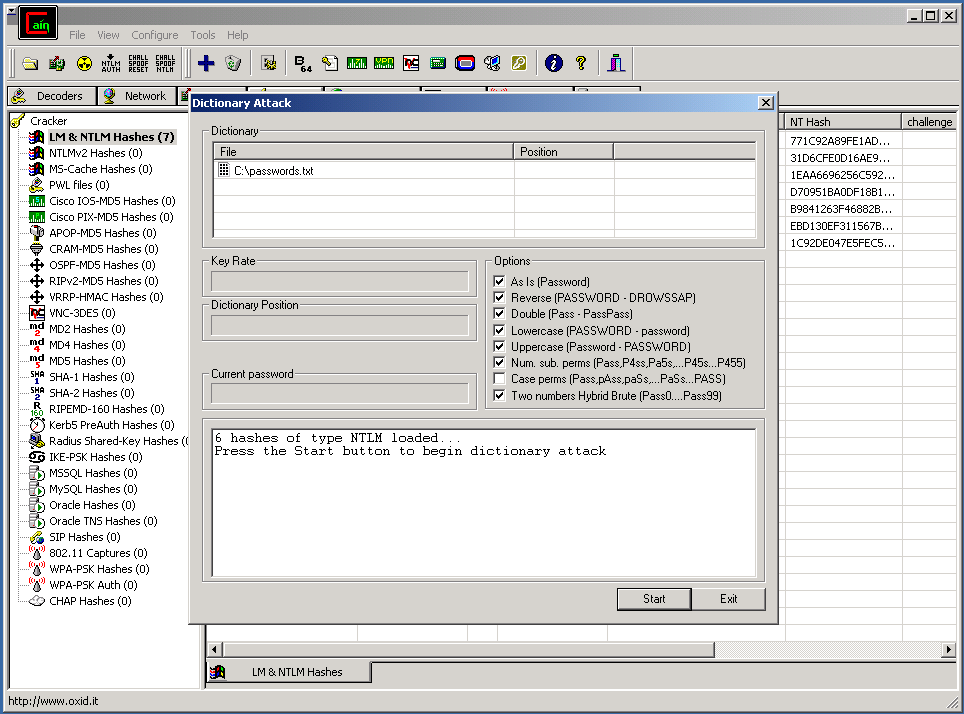 Cain
File View Configure Tools Help
NTLM AUTH
CHALL SPOOF RESET
CHALL SPOOF NTLM
B64
Decoders
Network
Dictionary Attack
Dictionary
File Position
C:\passwords.txt
Key Rate
Dictionary Position
Current password
Options
As Is (Password)
Reverse (PASSWORD - DROWSSAP)
Double (Pass - PassPass)
Lowercase (PASSWORD - password)
Uppercase (Password - PASSWORD)
Num. sub. perms (Pass,P4ss,Pa5s,...P45s...P455)
Case perms (Pass,pAss,paSs,...PaSs...PASS)
Two numbers Hybrid Brute (Pass0....Pass99)
6 hashes of type NTLM loaded...
Press the Start button to begin dictionary attack
Start
Exit
Cracker
LM & NTLM Hashes (7)
NTLMv2 Hashes (0)
MS-Cache Hashes (0)
PWL files (0)
Cisco IOS-MD5 Hashes (0)
Cisco PIX-MD5 Hashes (0)
APOP-MD5 Hashes (0)
CRAM-MD5 Hashes (0)
OSPF-MD5 Hashes (0)
RIPv2-MD5 Hashes (0)
VRRP-HMAC Hashes (0)
VNC-3DES (0)
MD2 Hashes (0)
MD4 Hashes (0)
MD5 Hashes (0)
SHA-1 Hashes (0)
SHA-2 Hashes (0)
RIPEMD-160 Hashes (0)
Kerb5 PreAuth Hashes (0)
Radius Shared-Key Hashes (0
IKE-PSK Hashes (0)
MSSQL Hashes (0)
MySQL Hashes (0)
Oracle Hashes (0)
Oracle TNS Hashes (0)
SIP Hashes (0)
802.11 Captures (0)
WPA-PSK Hashes (0)
WPA-PSK Auth (0)
CHAP Hashes (0)
NT Hash challenge
771C92A89FE1AD...
31D6CFE0D16AE9...
1EAA6696256C592...
D70951BA0DF18B1...
B9841263F46882B...
EBD130EF311567B...
1C92DE047E5FEC5...
LM & NTLM Hashes
http://www.oxid.it